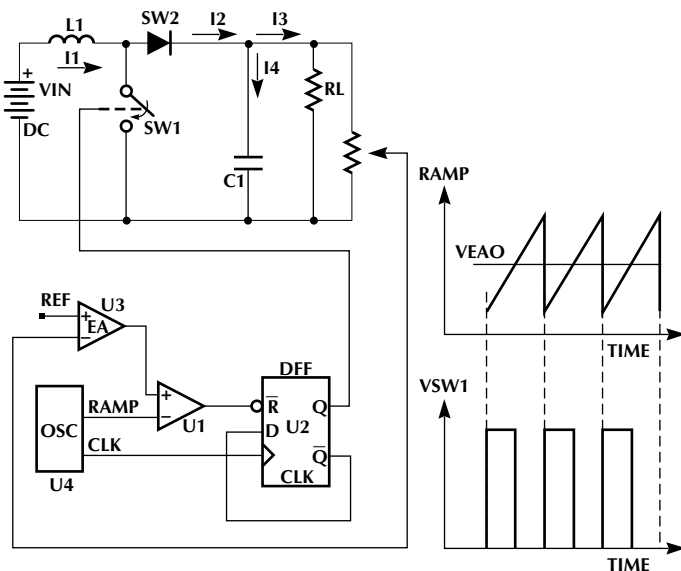 L1
SW2
I2
I3
I1
+
VIN
DC
SW1
I4
RL
C1
REF
U3
+
EA
−
OSC
U4
RAMP
CLK
+
−
U1
DFF
R
Q
D
U2
Q
CLK
RAMP
VEAO
TIME
VSW1
TIME